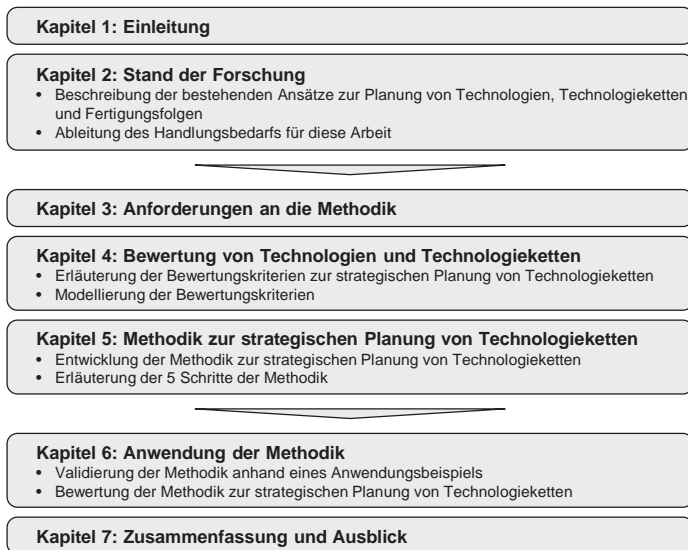 Kapitel 1: Einleitung
Kapitel 2: Stand der Forschung
• Beschreibung der bestehenden Ansätze zur Planung von Technologien, Technologieketten
und Fertigungsfolgen
• Ableitung des Handlungsbedarfs für diese Arbeit
Kapitel 3: Anforderungen an die Methodik
Kapitel 4: Bewertung von Technologien und Technologieketten
• Erläuterung der Bewertungskriterien zur strategischen Planung von Technologieketten
• Modellierung der Bewertungskriterien
Kapitel 5: Methodik zur strategischen Planung von Technologieketten
• Entwicklung der Methodik zur strategischen Planung von Technologieketten
• Erläuterung der 5 Schritte der Methodik
Kapitel 6: Anwendung der Methodik
• Validierung der Methodik anhand eines Anwendungsbeispiels
• Bewertung der Methodik zur strategischen Planung von Technologieketten
Kapitel 7: Zusammenfassung und Ausblick